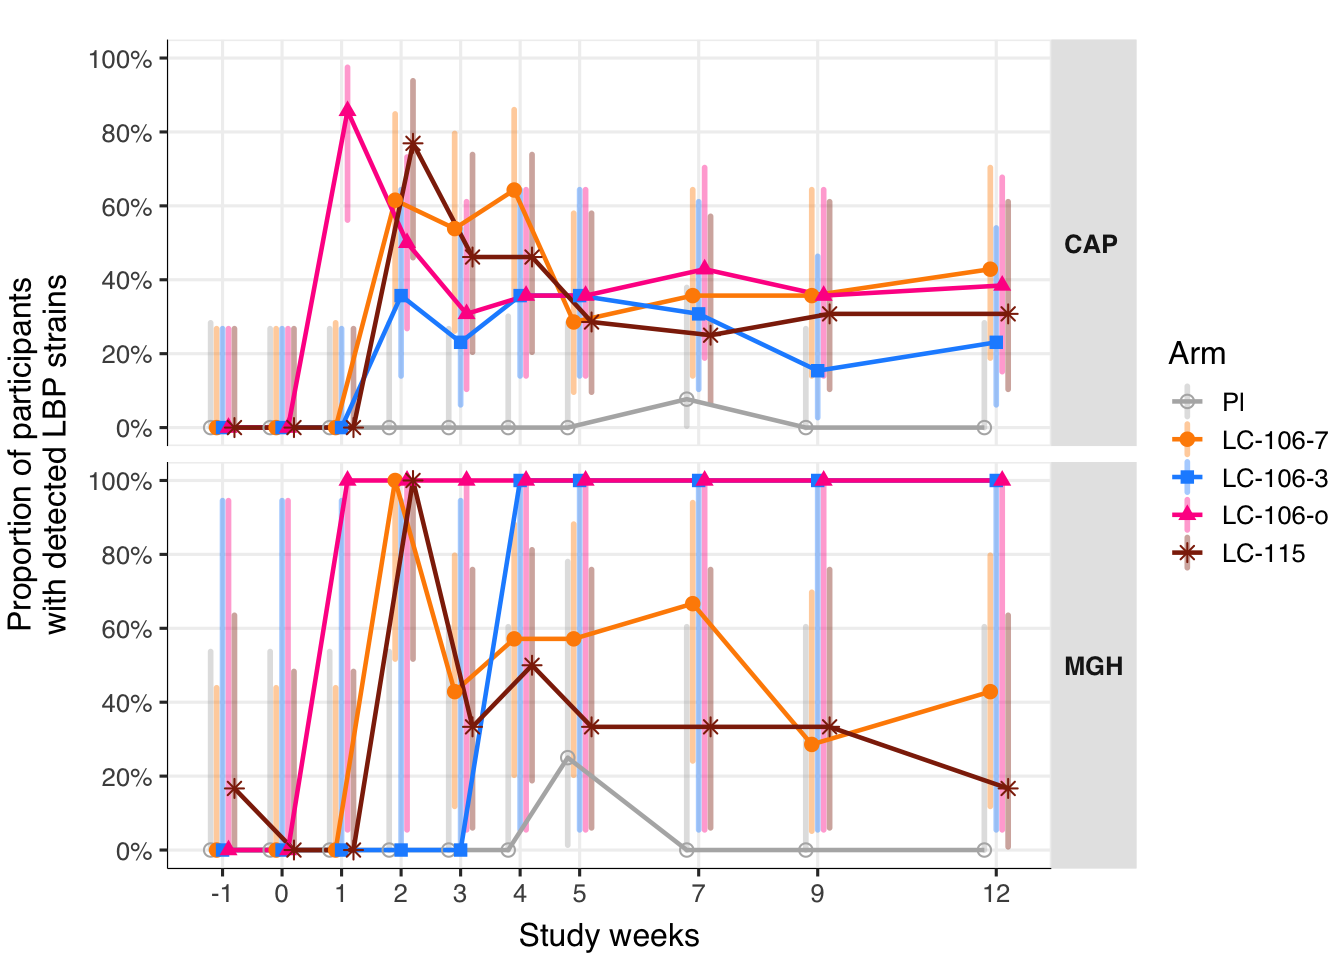 Proportion of participants
with detected LBP strains
100%
80%
60%
40%
20%
0%
CAP
100%
80%
60%
40%
20%
0%
MGH
-1 0 1 2 3 4 5 7 9 12
Study weeks
Arm
Pl
LC-106-7
LC-106-3
LC-106-o
LC-115